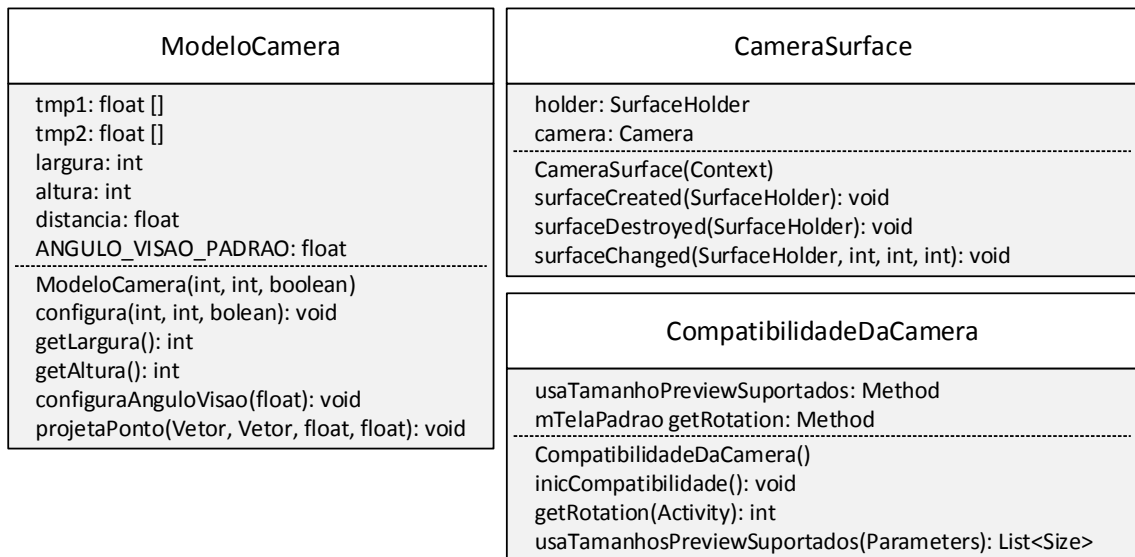 ModeloCamera
tmp1: float []
tmp2: float []
largura: int
altura: int
distancia: float
ANGULO_VISAO_PADRAO: float
ModeloCamera(int, int, boolean)
configura(int, int, bolean): void
getLargura(): int
getAltura(): int
configuraAnguloVisao(float): void
projetaPonto(Vetor, Vetor, float, float): void
CameraSurface
holder: SurfaceHolder
camera: Camera
CameraSurface(Context)
surfaceCreated(SurfaceHolder): void
surfaceDestroyed(SurfaceHolder): void
surfaceChanged(SurfaceHolder, int, int, int): void
CompatibilidadeDaCamera
usaTamanhoPreviewSuportados: Method
mTelaPadrao getRotation: Method
CompatibilidadeDaCamera()
inicCompatibilidade(): void
getRotation(Activity): int
usaTamanhosPreviewSuportados(Parameters): List<Size>